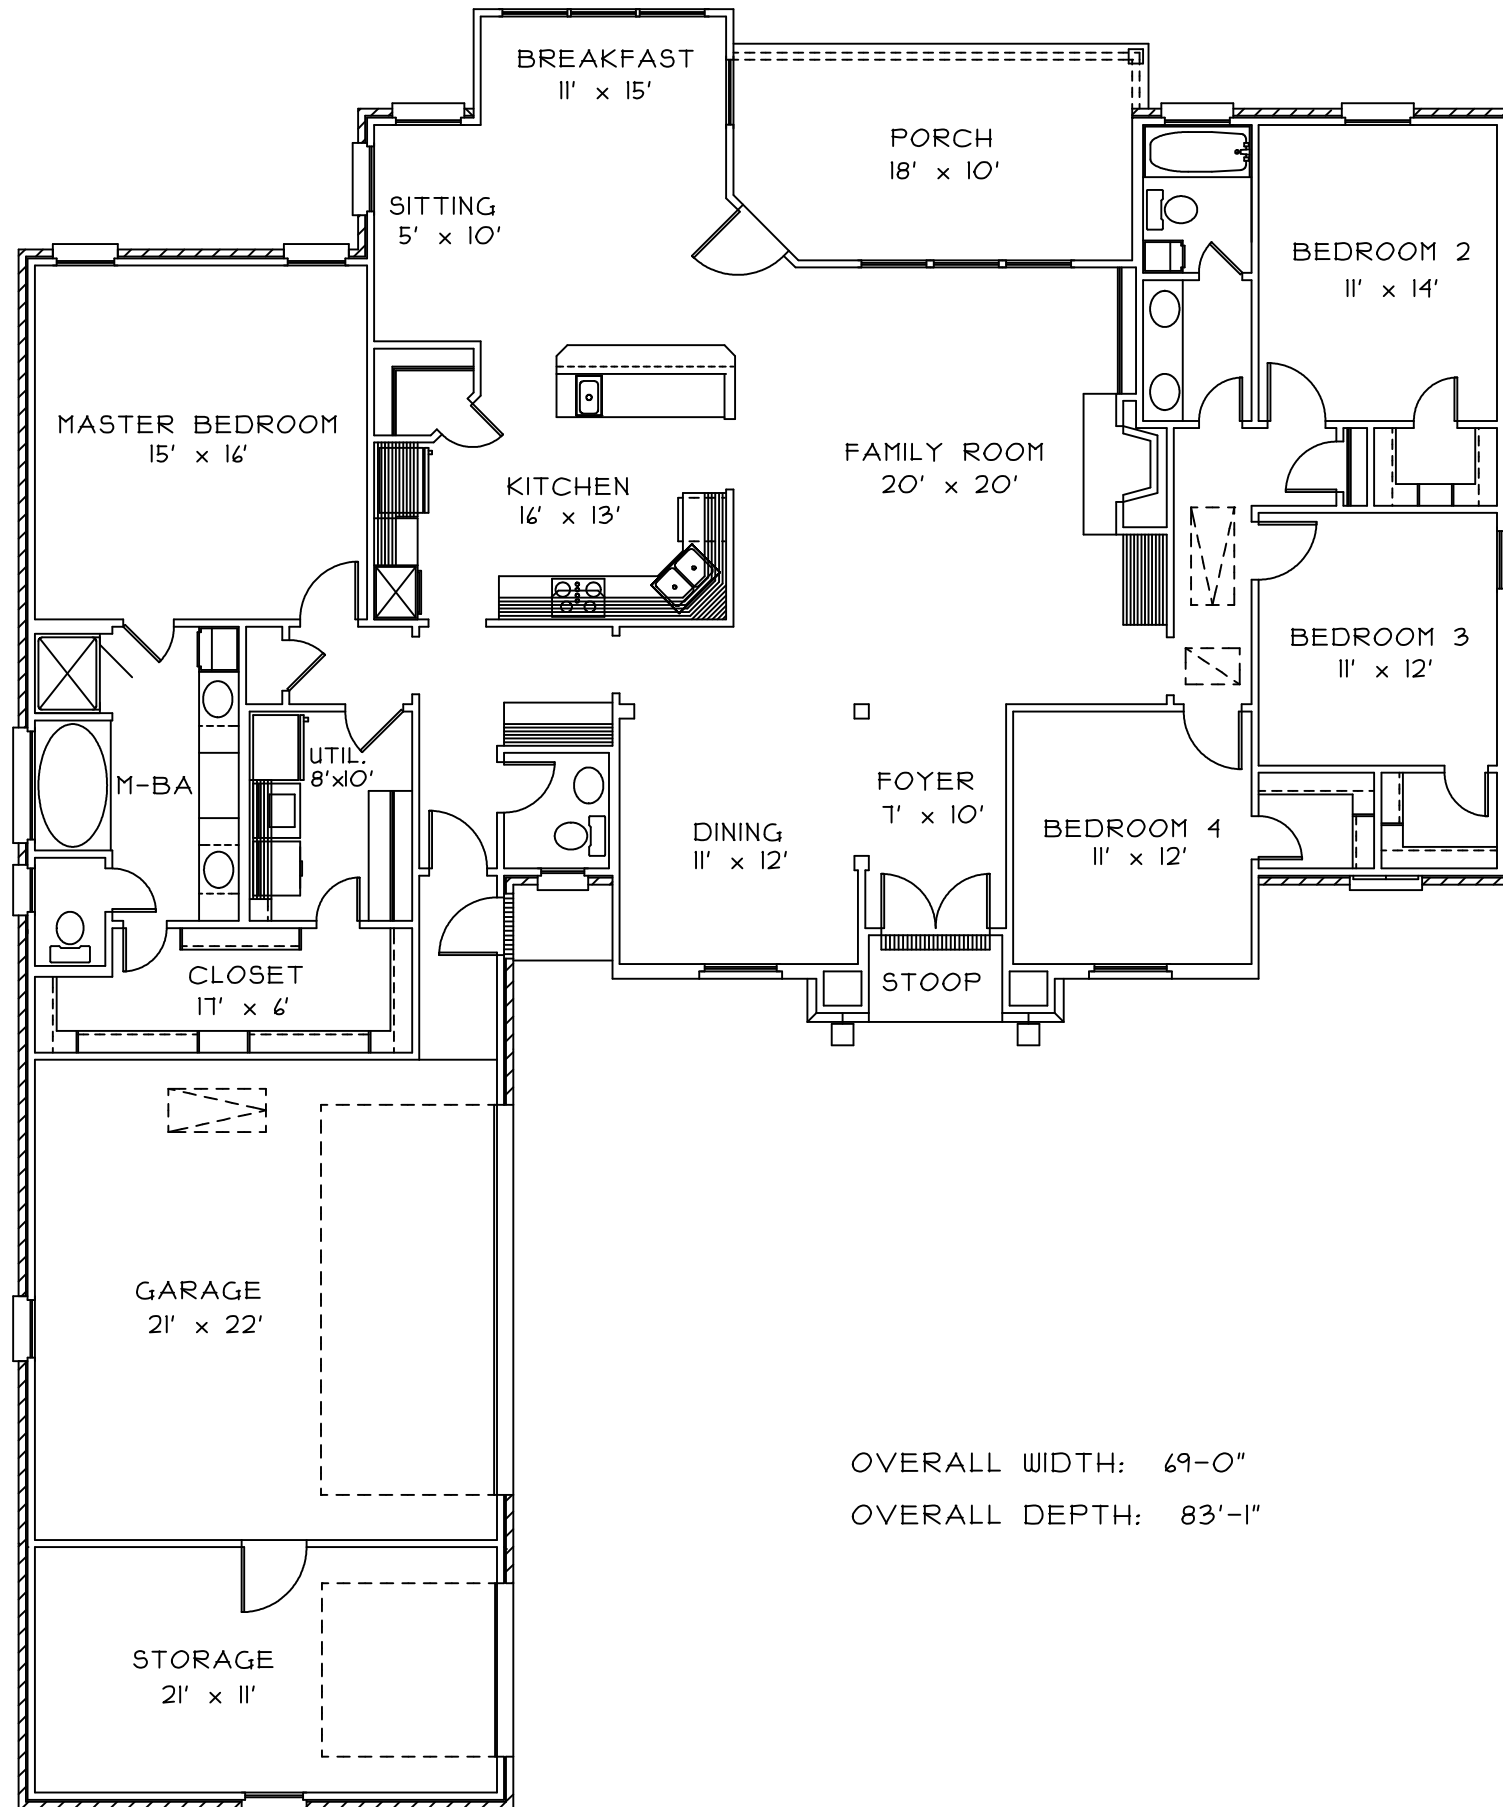 BREAKFAST
11' x 15'
PORCH
18' x 10'
SITTING
5' x 10'
BEDROOM 2
11' x 14'
MASTER BEDROOM
15' x 16'
FAMILY ROOM
20' x 20'
KITCHEN
16' x 13'
BEDROOM 3
11' x 12'
UTIL.
8'x10'
M-BA
FOYER
7' x 10'
DINING
11' x 12'
BEDROOM 4
11' x 12'
CLOSET
17' x 6'
STOOP
GARAGE
21' x 22'
OVERALL WIDTH: 69-0"
OVERALL DEPTH: 83'-1"
STORAGE
21' x 11'